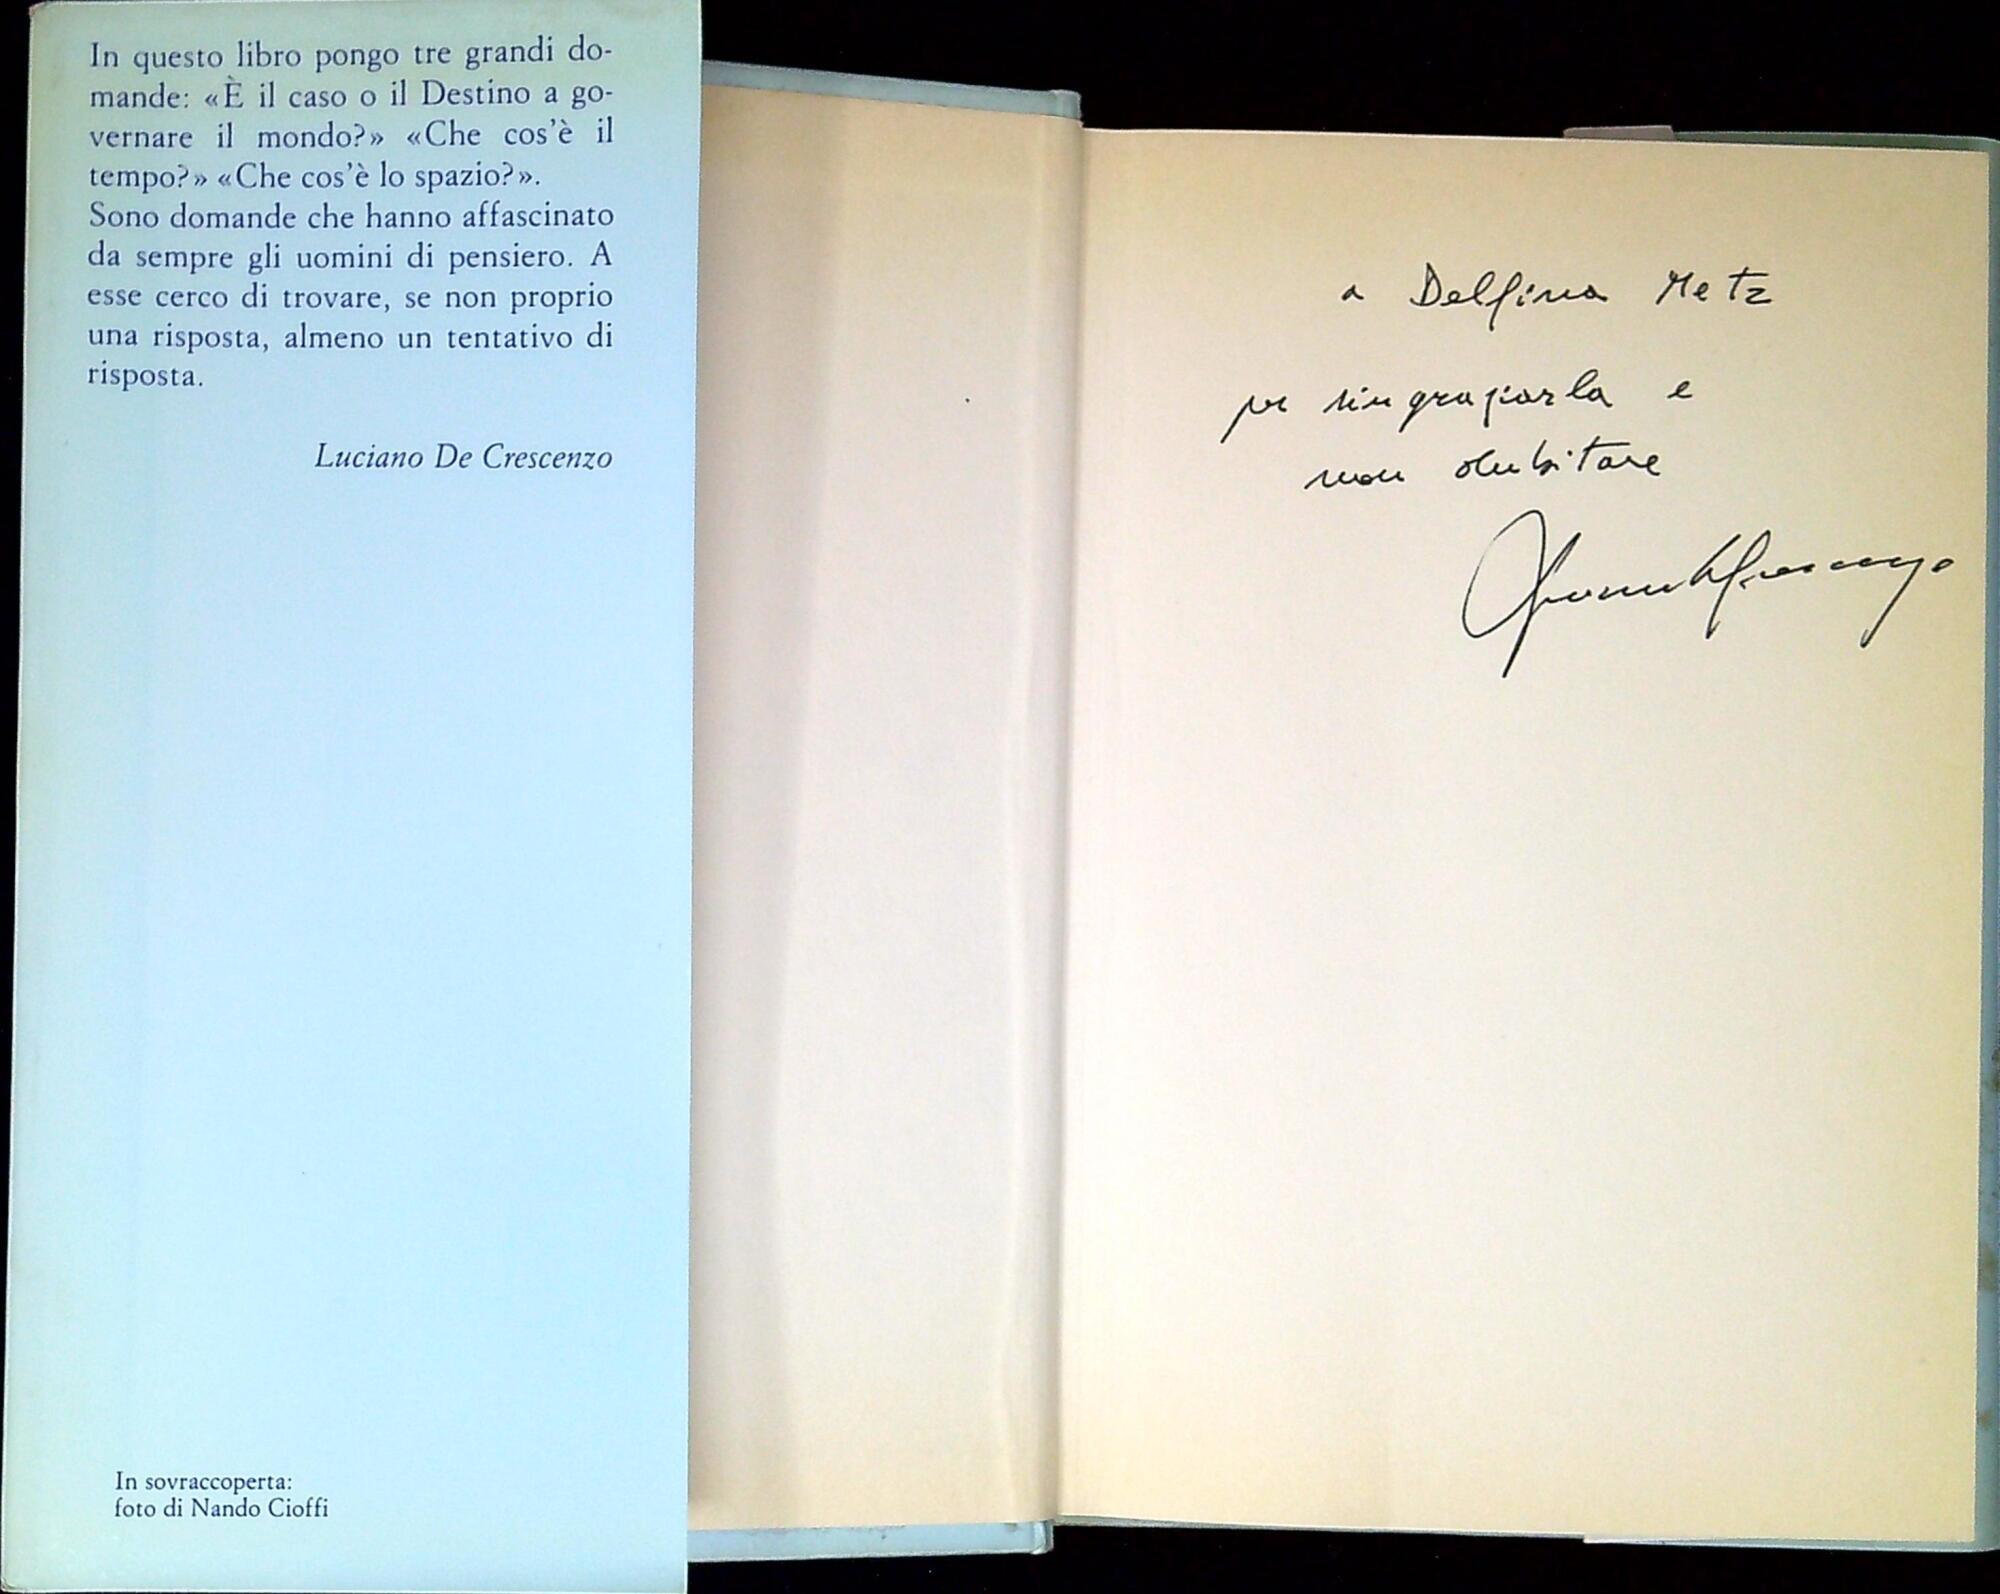 In questo libro pongo tre grandi do-
mande: «È il caso o il Destino a go-
vernare il mondo?» «Che cos'è il
tempo?» «Che cos'è lo spazio?».
Sono domande che hanno affascinato
da sempre gli uomini di pensiero. A
esse cerco di trovare, se non proprio
una risposta, almeno un tentativo di
risposta.
Luciano De Crescenzo
In sovraccoperta:
foto di Nando Cioffi
a Delfina Metz
per ringraziarla e
non dubitare
Luciano De Crescenzo